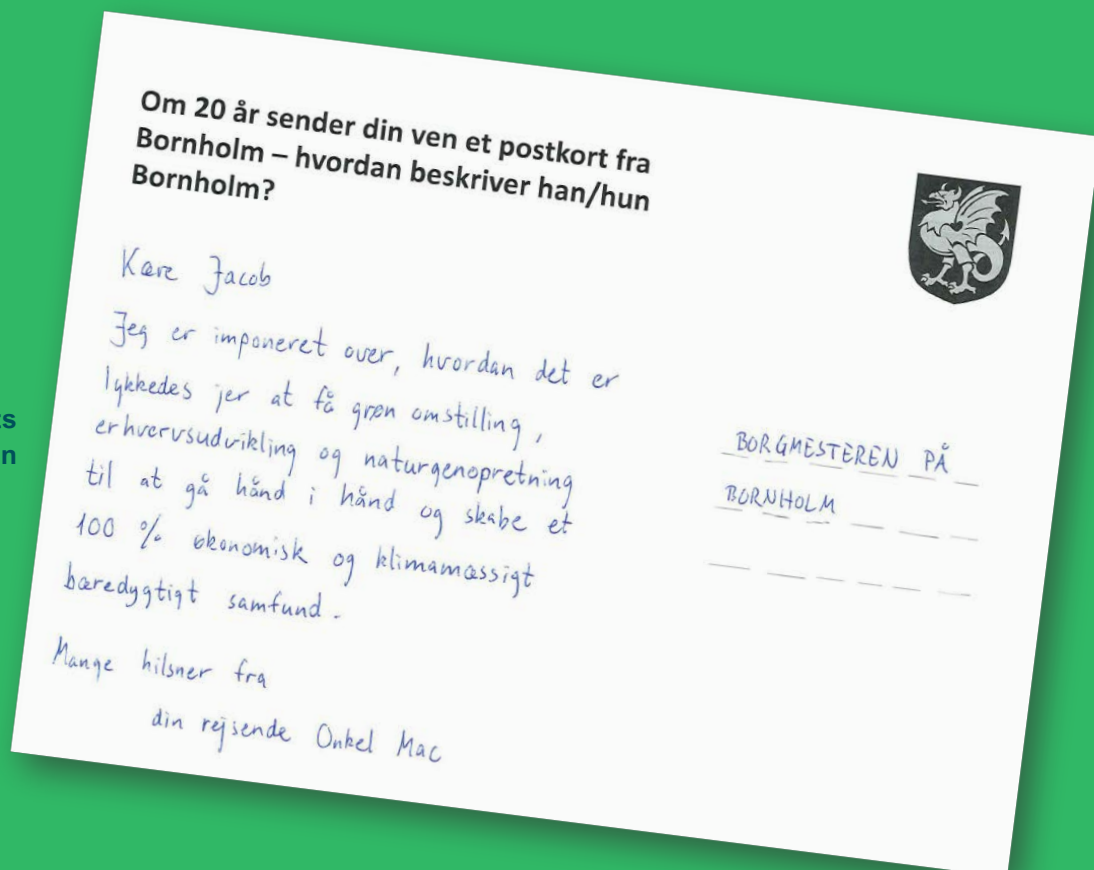 Om 20 år sender din ven et postkort fra
Bornholm – hvordan beskriver han/hun
Bornholm?
Kære Jacob
Jeg er imponeret over, hvordan det er
lykkedes jer at få grøn omstilling,
erhvervsudvikling og naturgenopretning
til at gå hånd i hånd og skabe et
100 % økonomisk og klimamæssigt
bæredygtigt samfund.
Mange hilsner fra
din rejsende Onkel Mac
BORGMESTEREN PÅ
BORNHOLM